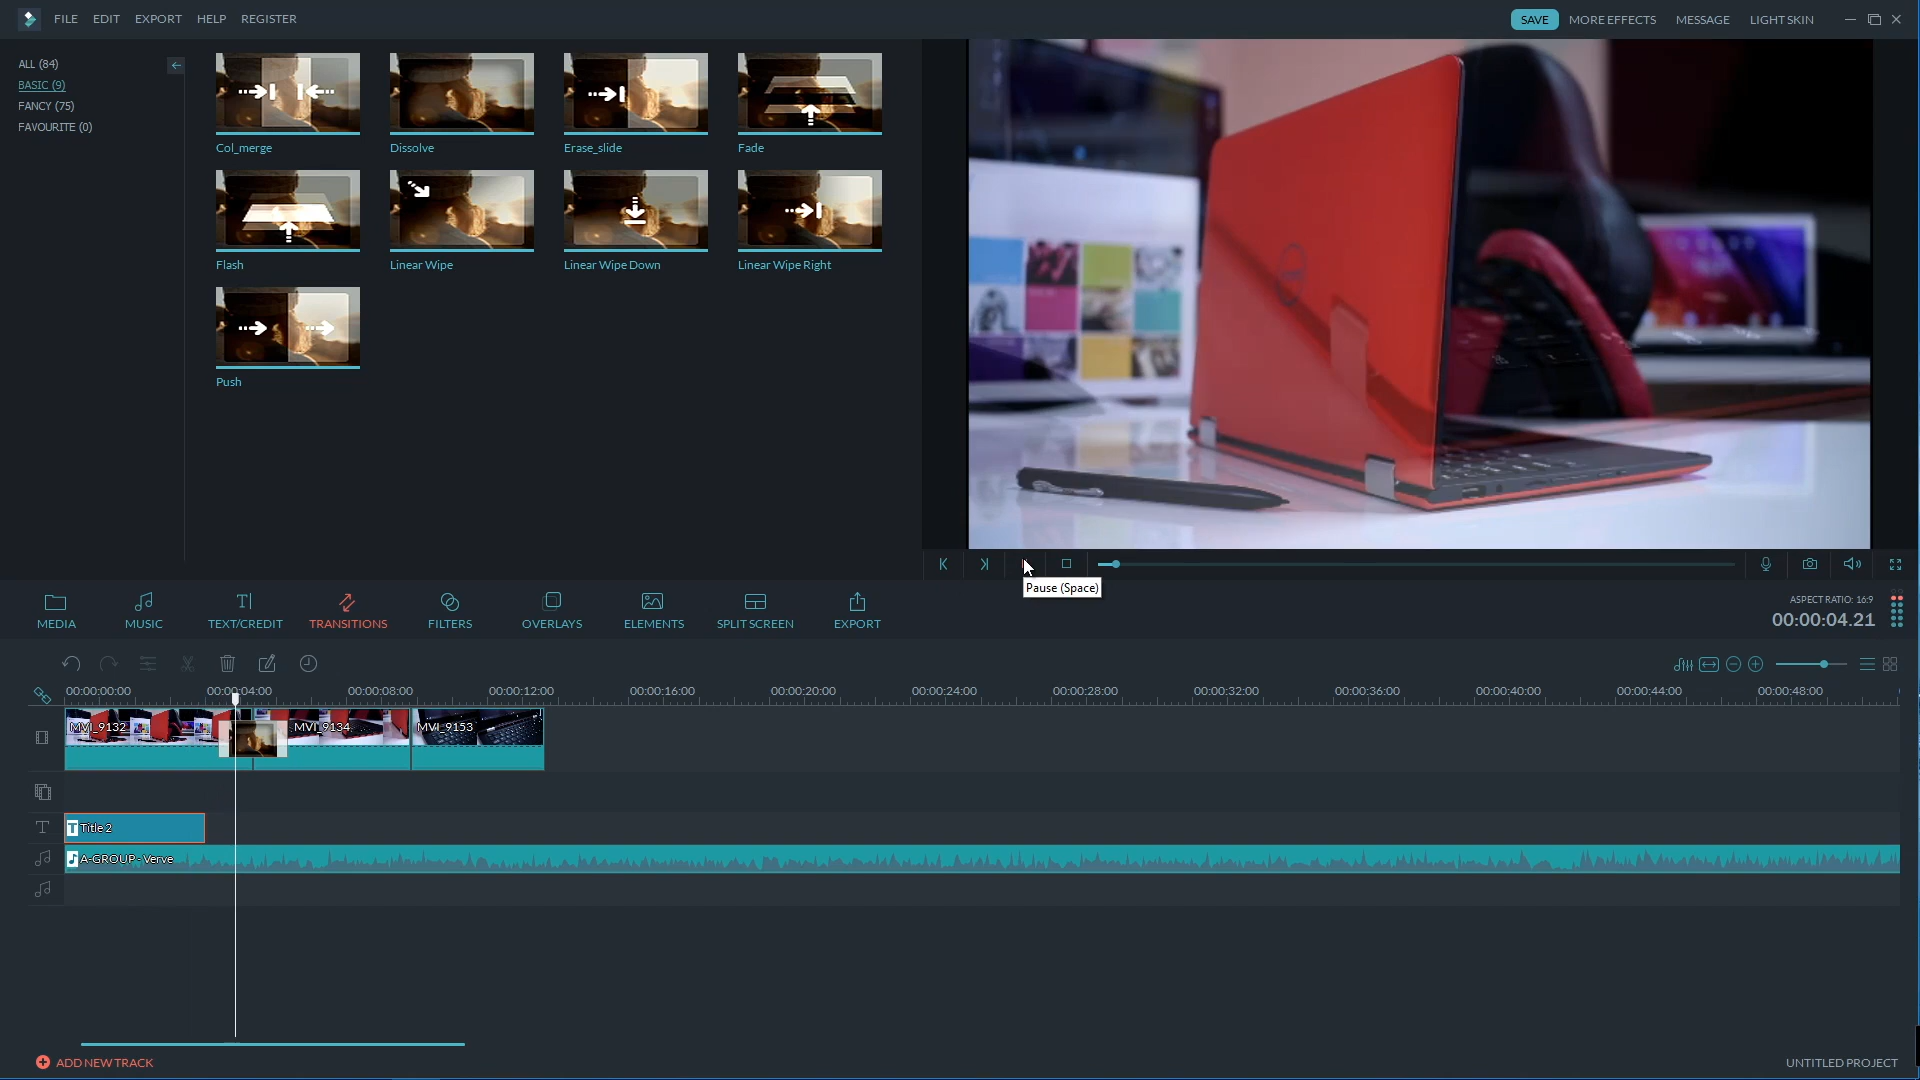 FILE EDIT EXPORT HELP REGISTER
SAVE MORE EFFECTS MESSAGE LIGHT SKIN
ALL (84)
BASIC (9)
FANCY (75)
FAVOURITE (0)
Col_merge Dissolve Erase_slide Fade
Flash Linear Wipe Linear Wipe Down Linear Wipe Right
Push
Pause (Space)
MEDIA MUSIC TEXT/CREDIT TRANSITIONS FILTERS OVERLAYS ELEMENTS SPLIT SCREEN EXPORT
ASPECT RATIO: 16:9
00:00:04.21
00:00:00:00 00:00:04:00 00:00:08:00 00:00:12:00 00:00:16:00 00:00:20:00 00:00:24:00 00:00:28:00 00:00:32:00 00:00:36:00 00:00:40:00 00:00:44:00 00:00:48:00
MVI_9132 MVI_9134 MVI_9153
T Title 2
A-GROUP - Verve
ADD NEW TRACK
UNTITLED PROJECT